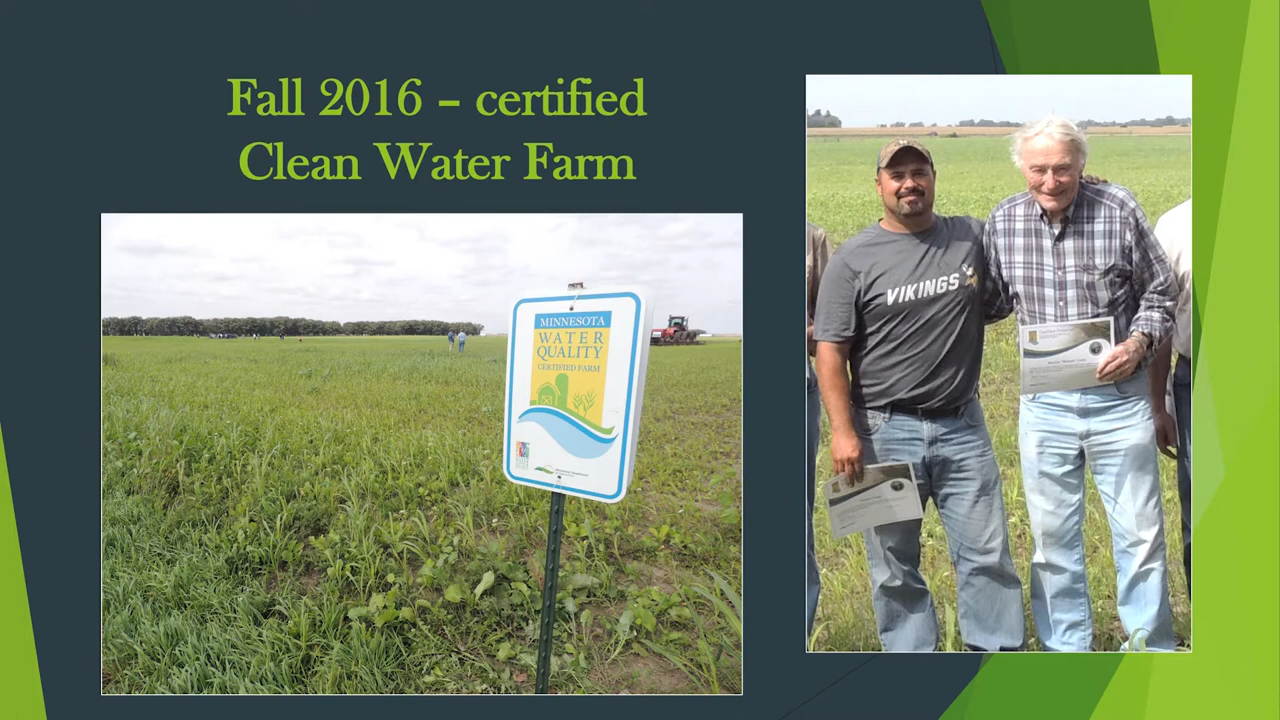 Fall 2016 – certified
Clean Water Farm
MINNESOTA
WATER
QUALITY
CERTIFIED FARM
VIKINGS